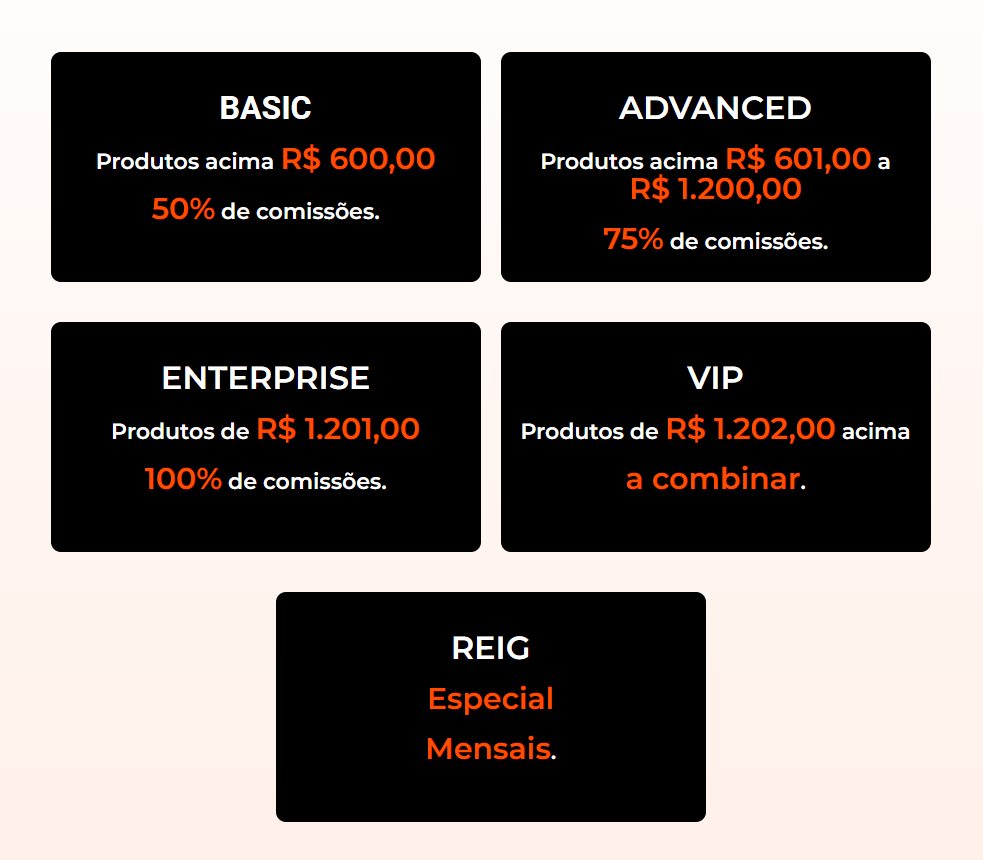 BASIC
Produtos acima R$ 600,00
50% de comissões.
ADVANCED
Produtos acima R$ 601,00 a
R$ 1.200,00
75% de comissões.
ENTERPRISE
Produtos de R$ 1.201,00
100% de comissões.
VIP
Produtos de R$ 1.202,00 acima
a combinar.
REIG
Especial
Mensais.